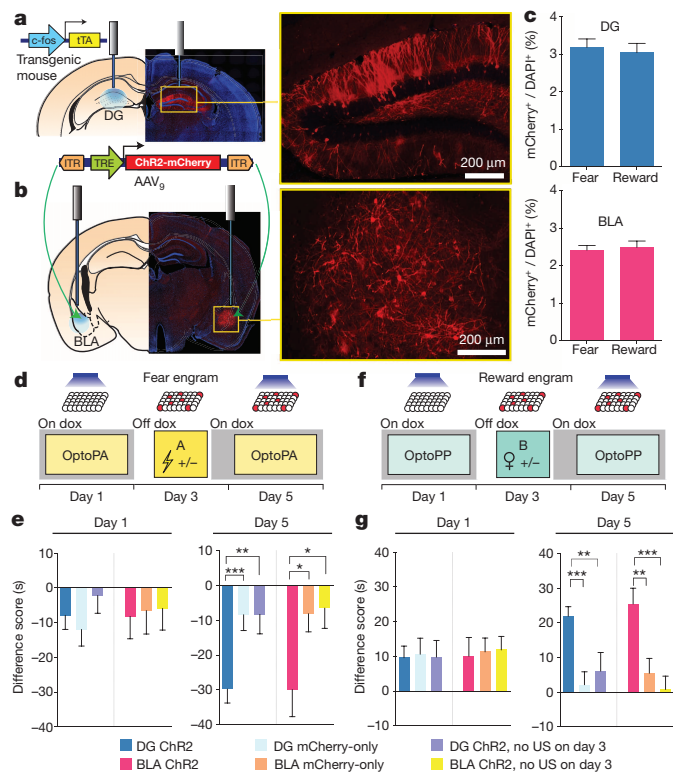 a
c-fos
tTA
Transgenic
mouse
DG
200 μm
ITR
TRE
ChR2-mCherry
ITR
AAV9
b
BLA
200 μm
c
DG
mCherry+ / DAPI+ (%)
4
3
2
1
0
Fear
Reward
BLA
mCherry+ / DAPI+ (%)
4
3
2
1
0
Fear
Reward
d
Fear engram
On dox
Off dox
On dox
OptoPA
A
+/−
OptoPA
Day 1
Day 3
Day 5
f
Reward engram
On dox
Off dox
On dox
OptoPP
B
♀ +/−
OptoPP
Day 1
Day 3
Day 5
e
Day 1
Day 5
Difference score (s)
10
0
−10
−20
−30
−40
10
0
−10
−20
−30
−40
***
**
*
*
g
Day 1
Day 5
Difference score (s)
40
30
20
10
0
−10
40
30
20
10
0
−10
***
**
**
***
DG ChR2
DG mCherry-only
DG ChR2, no US on day 3
BLA ChR2
BLA mCherry-only
BLA ChR2, no US on day 3